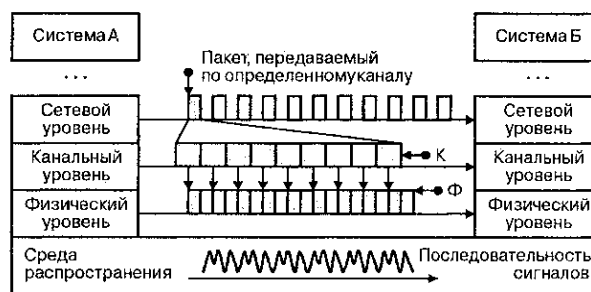 Система А
Система Б
...
...
Пакет, передаваемый
по определенномуканалу
Сетевой
уровень
Сетевой
уровень
К
Канальный
уровень
Канальный
уровень
Ф
Физический
уровень
Физический
уровень
Среда
распространения
Последовательность
сигналов